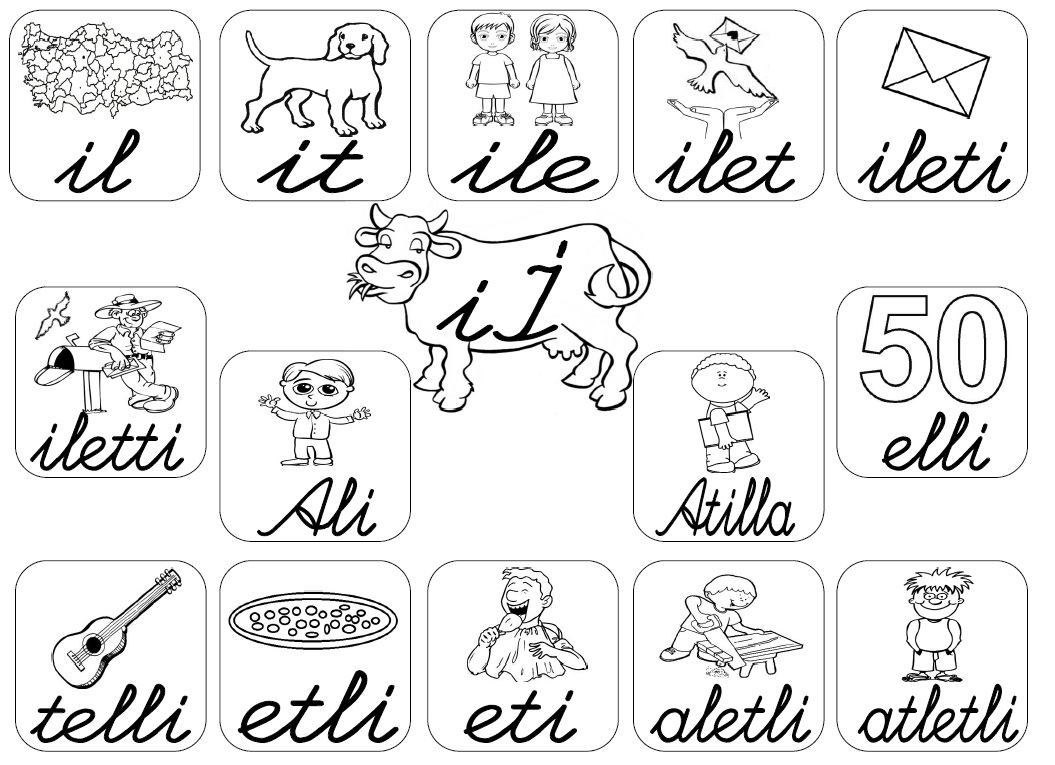 il
it
ile
ilet
ileti
i İ
iletti
50
elli
Ali
Atilla
telli
etli
eti
aletli
atletli